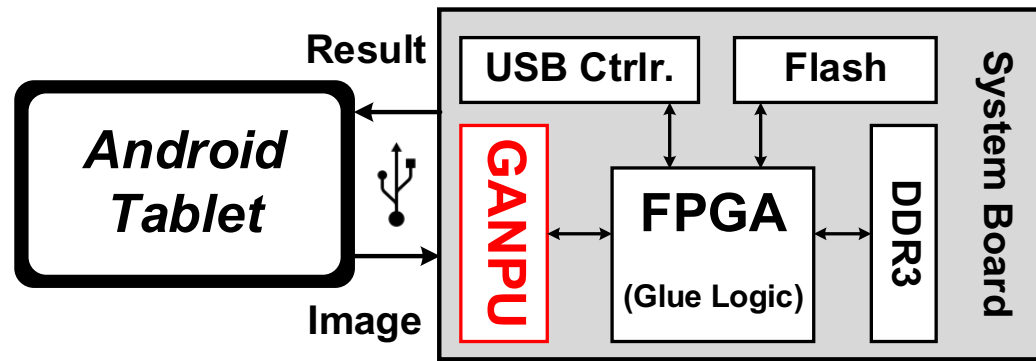 Result
Android
Tablet
Image
USB Ctrlr.
Flash
GANPU
FPGA
(Glue Logic)
DDR3
System Board